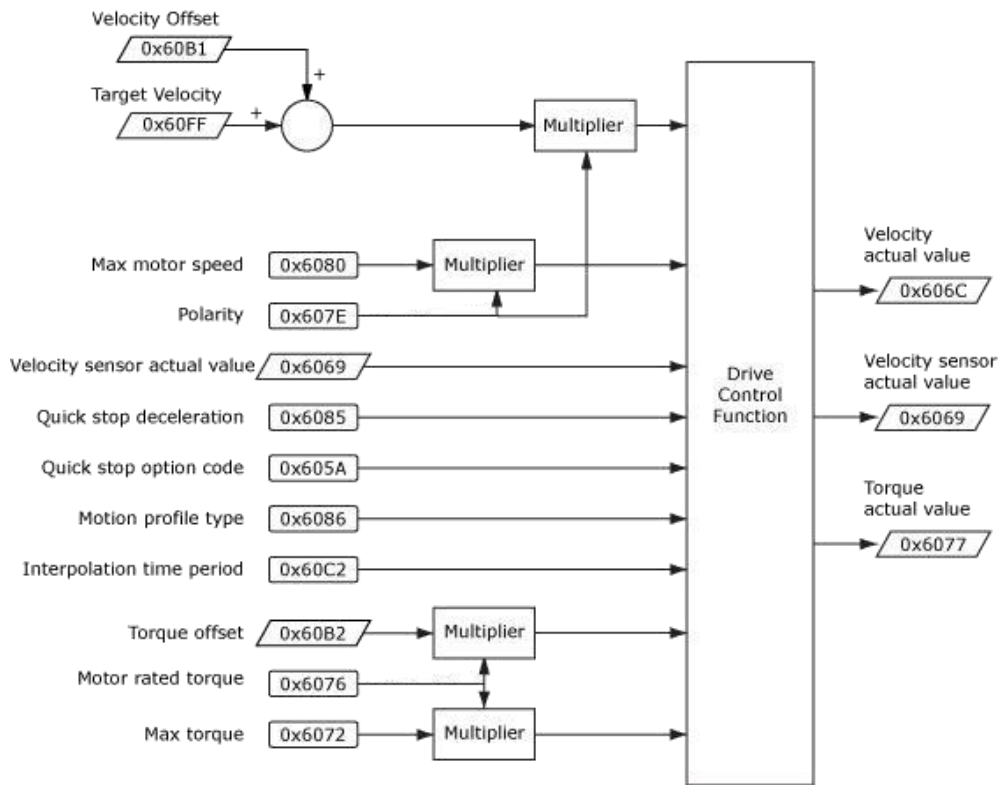 Velocity Offset
0x60B1
+
Target Velocity
+
0x60FF
Multiplier
Max motor speed
0x6080
Multiplier
Polarity
0x607E
Velocity sensor actual value
0x6069
Quick stop deceleration
0x6085
Quick stop option code
0x605A
Motion profile type
0x6086
Interpolation time period
0x60C2
Torque offset
0x60B2
Multiplier
Motor rated torque
0x6076
Max torque
0x6072
Multiplier
Drive
Control
Function
Velocity
actual value
0x606C
Velocity sensor
actual value
0x6069
Torque
actual value
0x6077